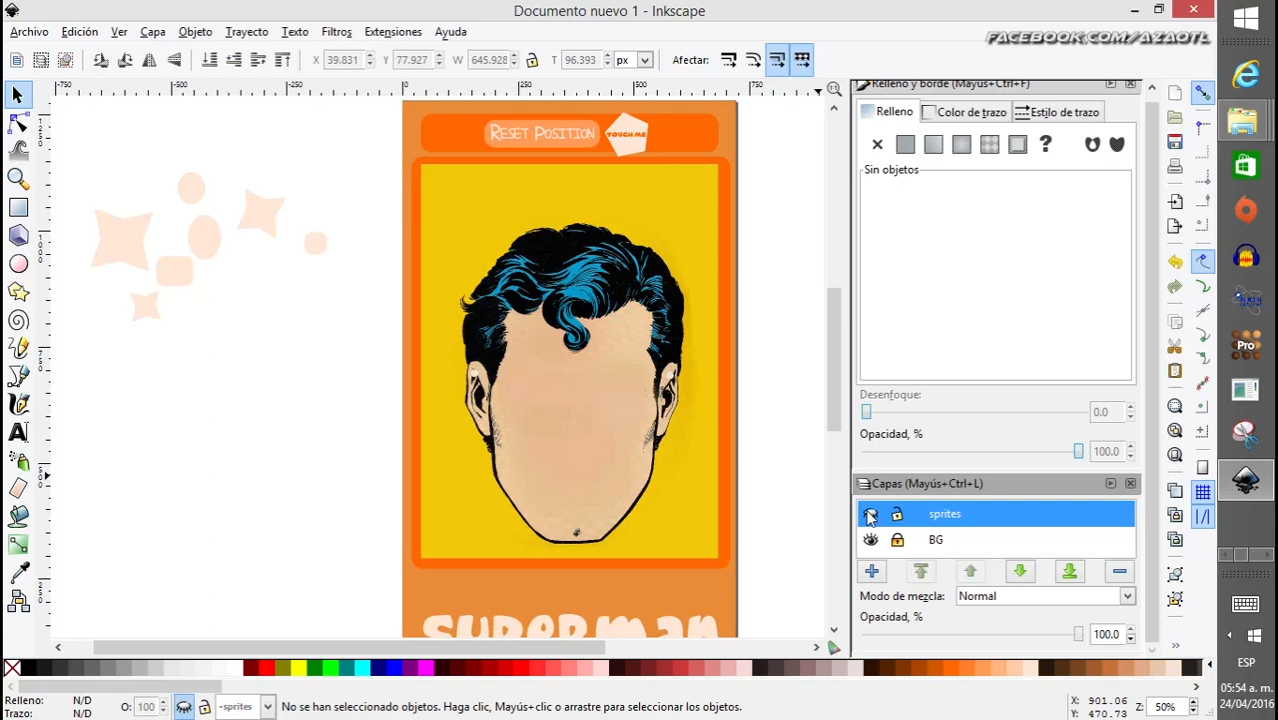 Documento nuevo 1 - Inkscape
Archivo Edición Ver Capa Objeto Trayecto Texto Filtros Extensiones Ayuda
FACEBOOK.COM/AZAOTL
X 39.831 Y 77.927 W 645.928 T 96.393 px Afectar:
Relleno y borde (Mayús+Ctrl+F)
Relleno Color de trazo Estilo de trazo
Sin objetos
RESET POSITION
TOUCH ME
SUPERMAN
Desenfoque:
0.0
Opacidad, %
100.0
Capas (Mayús+Ctrl+L)
sprites
BG
Modo de mezcla: Normal
Opacidad, %
100.0
Pro
ESP
05:54 a. m.
24/04/2016
Relleno: N/D
Trazo: N/D
O: 100
-sprites
No se han seleccionado objetos. Haga clic, Mayús+clic o arrastre para seleccionar los objetos.
X: 901.06
Y: 470.73
Z: 50%